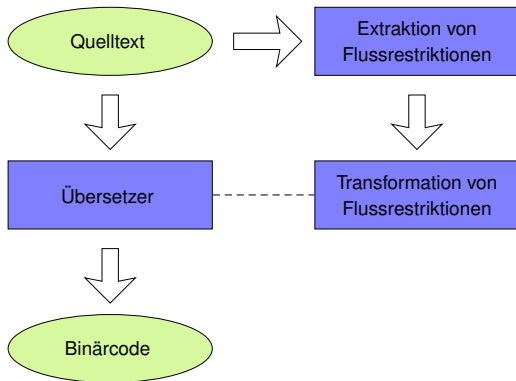 Quelltext
Extraktion von
Flussrestriktionen
Übersetzer
Transformation von
Flussrestriktionen
Binärcode